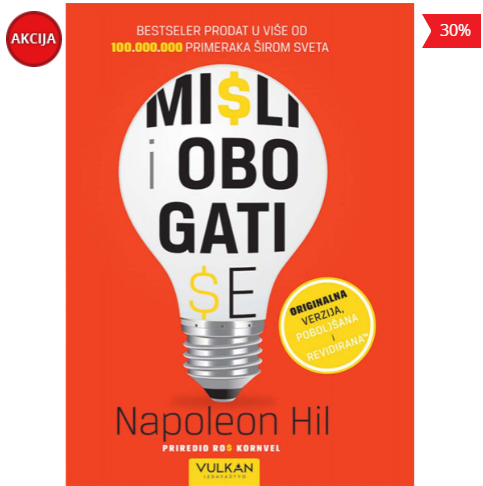 AKCIJA
30%
BESTSELER PRODAT U VIŠE OD
100.000.000 PRIMERAKA ŠIROM SVETA
MI$LI
i OBO
GATI
$E
ORIGINALNA
VERZIJA,
POBOLJŠANA
I
REVIDIRANA™
Napoleon Hil
PRIREDIO RO$ KORNVEL
VULKAN
IZDAVAŠTVO